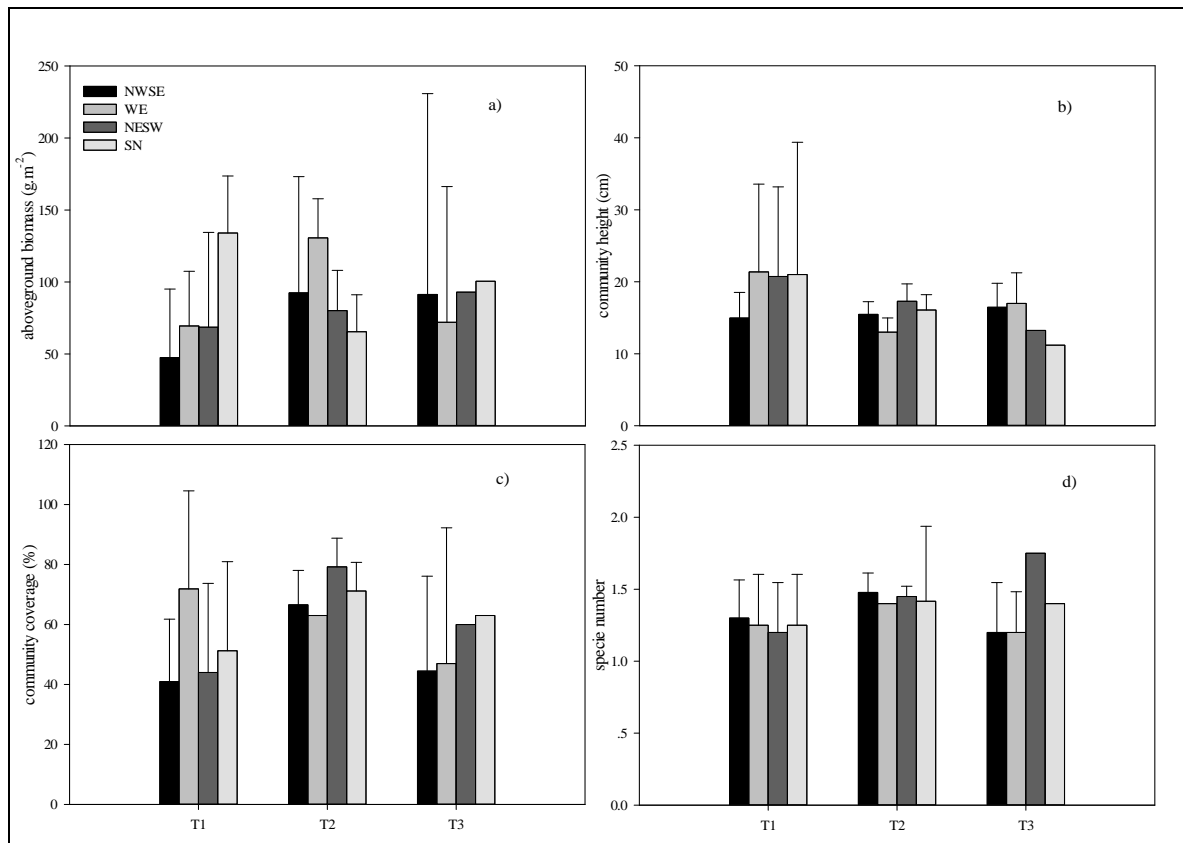 a)
NWSE
WE
NESW
SN
aboveground biomass (g.m-2)
250
200
150
100
50
0
b)
community height (cm)
50
40
30
20
10
0
c)
community coverage (%)
120
100
80
60
40
20
0
T1 T2 T3
d)
specie number
2.5
2.0
1.5
1.0
.5
0.0
T1 T2 T3